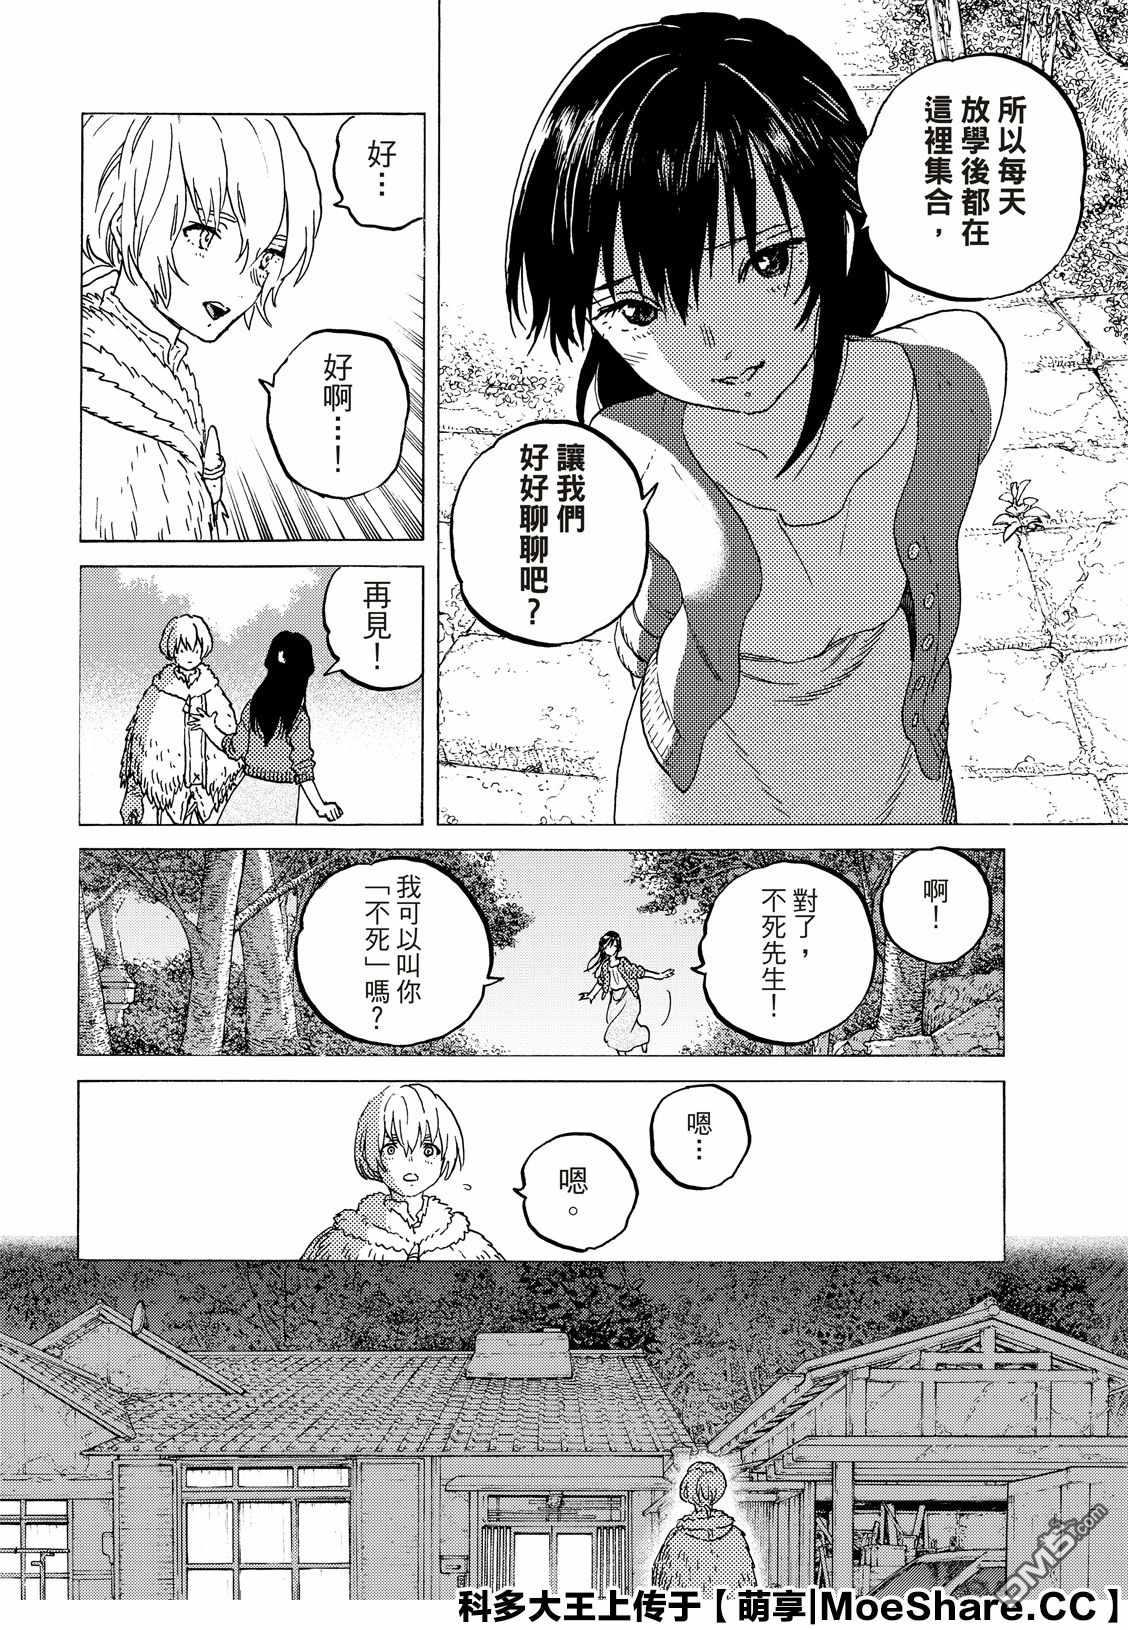 所以每天
放學後都在
這裡集合，
讓我們
好好聊聊吧？
好…
好啊…！
再見！
啊！
對了，
不死先生！
我可以叫你
「不死」嗎？
嗯…
嗯。
DM5.com
科多大王上传于【萌享|MoeShare.CC】